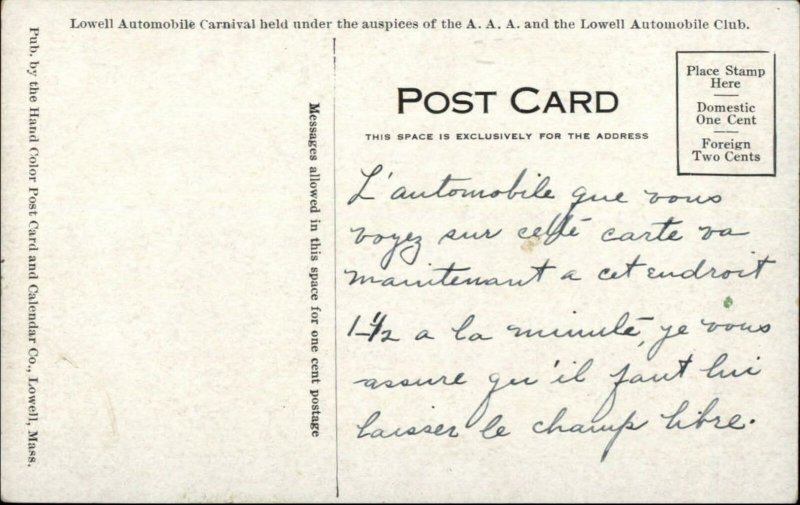 Lowell Automobile Carnival held under the auspices of the A. A. A. and the Lowell Automobile Club.
Pub. by the Hand Color Post Card and Calendar Co., Lowell, Mass.
Messages allowed in this space for one cent postage
POST CARD
THIS SPACE IS EXCLUSIVELY FOR THE ADDRESS
Place Stamp
Here
Domestic
One Cent
Foreign
Two Cents
L'automobile que vous
voyez sur cette carte va
maintenant a cet endroit
1-1/2 a la minute, je vous
assure qu'il faut lui
laisser le champ libre.